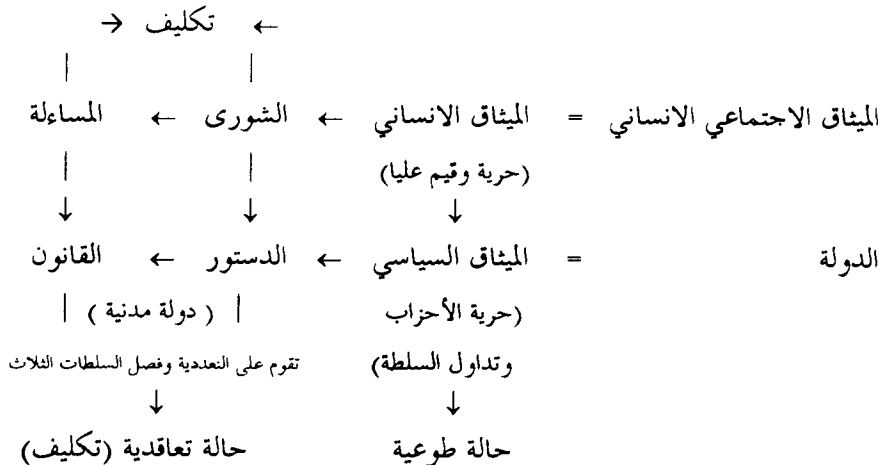 ← تكليف →
الميثاق الاجتماعي الانساني = الميثاق الانساني ← الشورى ← المساءلة
(حرية وقيم عليا)
↓ ↓ ↓
الدولة = الميثاق السياسي ← الدستور ← القانون
(حرية الأحزاب | ( دولة مدنية ) |
وتداول السلطة) تقوم على التعددية وفصل السلطات الثلاث
↓ ↓
حالة طوعية حالة تعاقدية (تكليف)